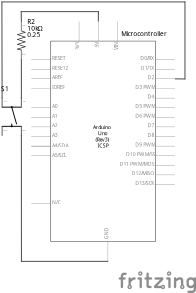 R2
10kΩ
0.25
Microcontroller
3V3
5V
VIN
RESET
RESET2
AREF
IOREF
A0
A1
A2
A3
A4/SDA
A5/SCL
N/C
D0/RX
D1/TX
D2
D3 PWM
D4
D5 PWM
D6 PWM
D7
D8
D9 PWM
D10 PWM/SS
D11 PWM/MOSI
D12/MISO
D13/SCK
S1
Arduino
Uno
(Rev3)
ICSP
GND
fritzing